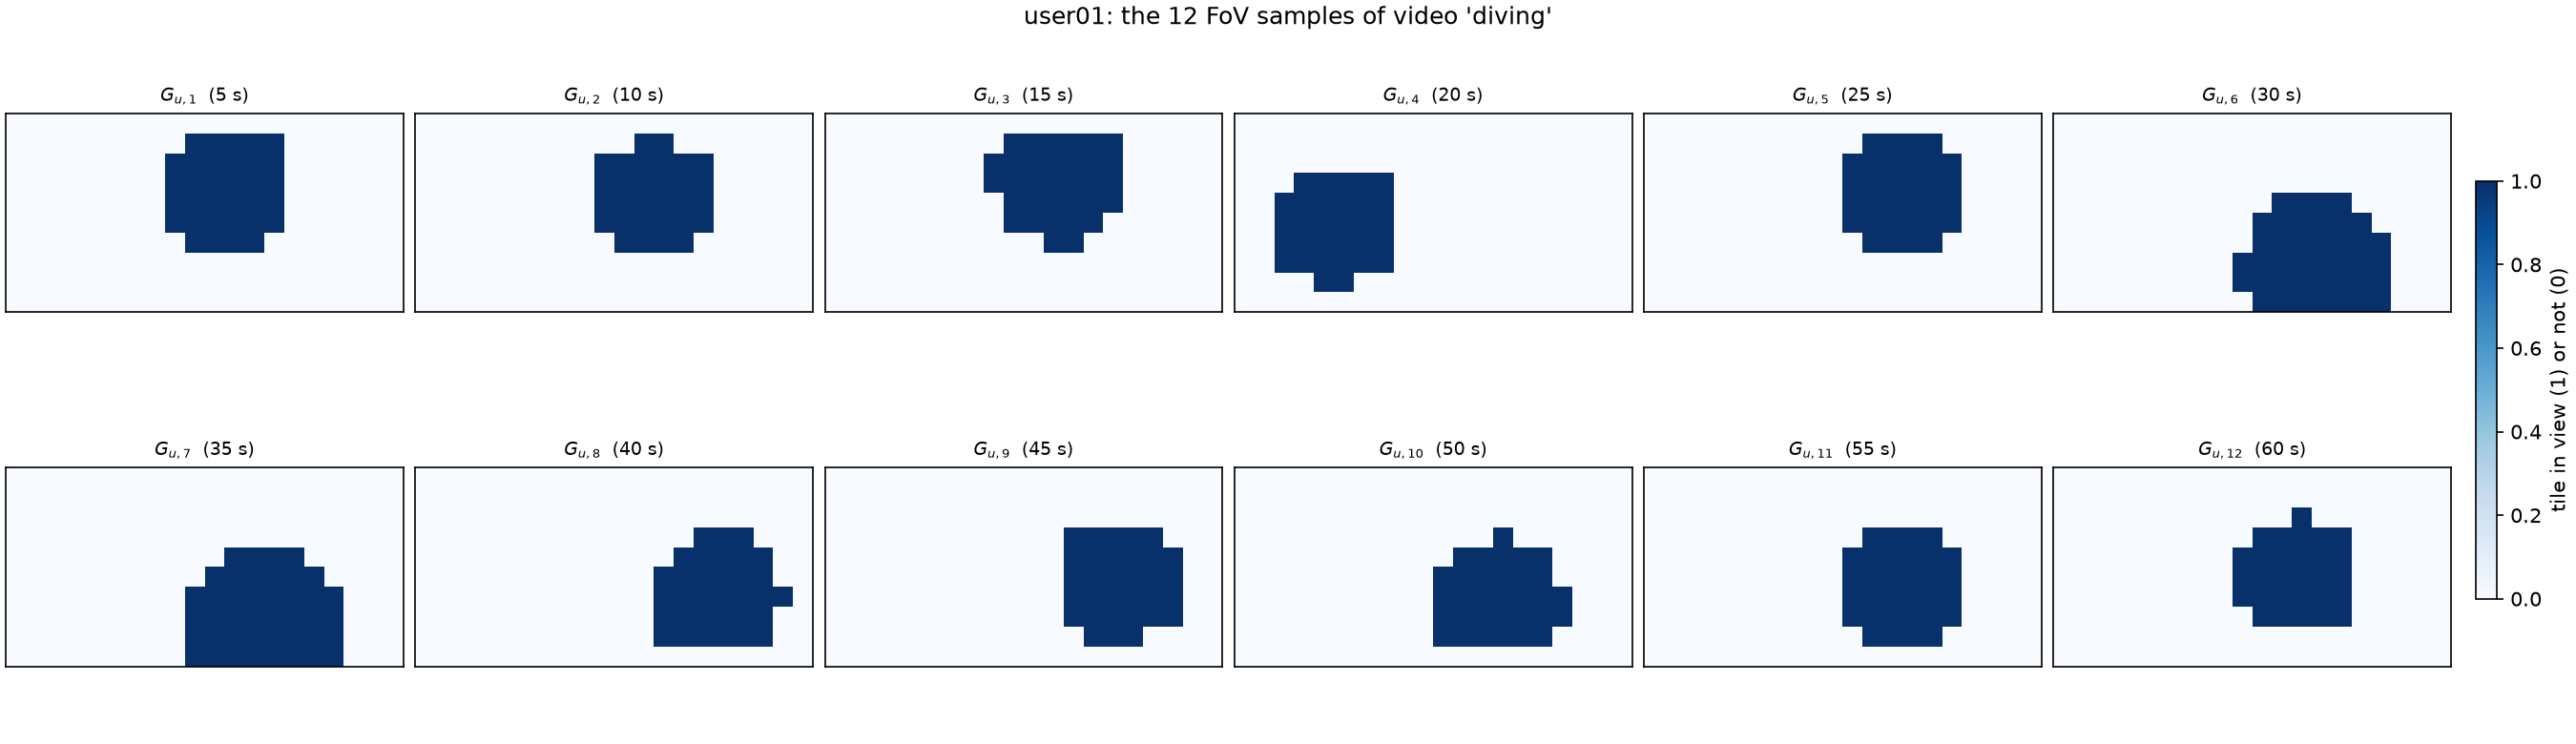 user01: the 12 FoV samples of video 'diving'
G_{u,1} (5 s)
G_{u,2} (10 s)
G_{u,3} (15 s)
G_{u,4} (20 s)
G_{u,5} (25 s)
G_{u,6} (30 s)
G_{u,7} (35 s)
G_{u,8} (40 s)
G_{u,9} (45 s)
G_{u,10} (50 s)
G_{u,11} (55 s)
G_{u,12} (60 s)
1.0
0.8
0.6
0.4
0.2
0.0
tile in view (1) or not (0)